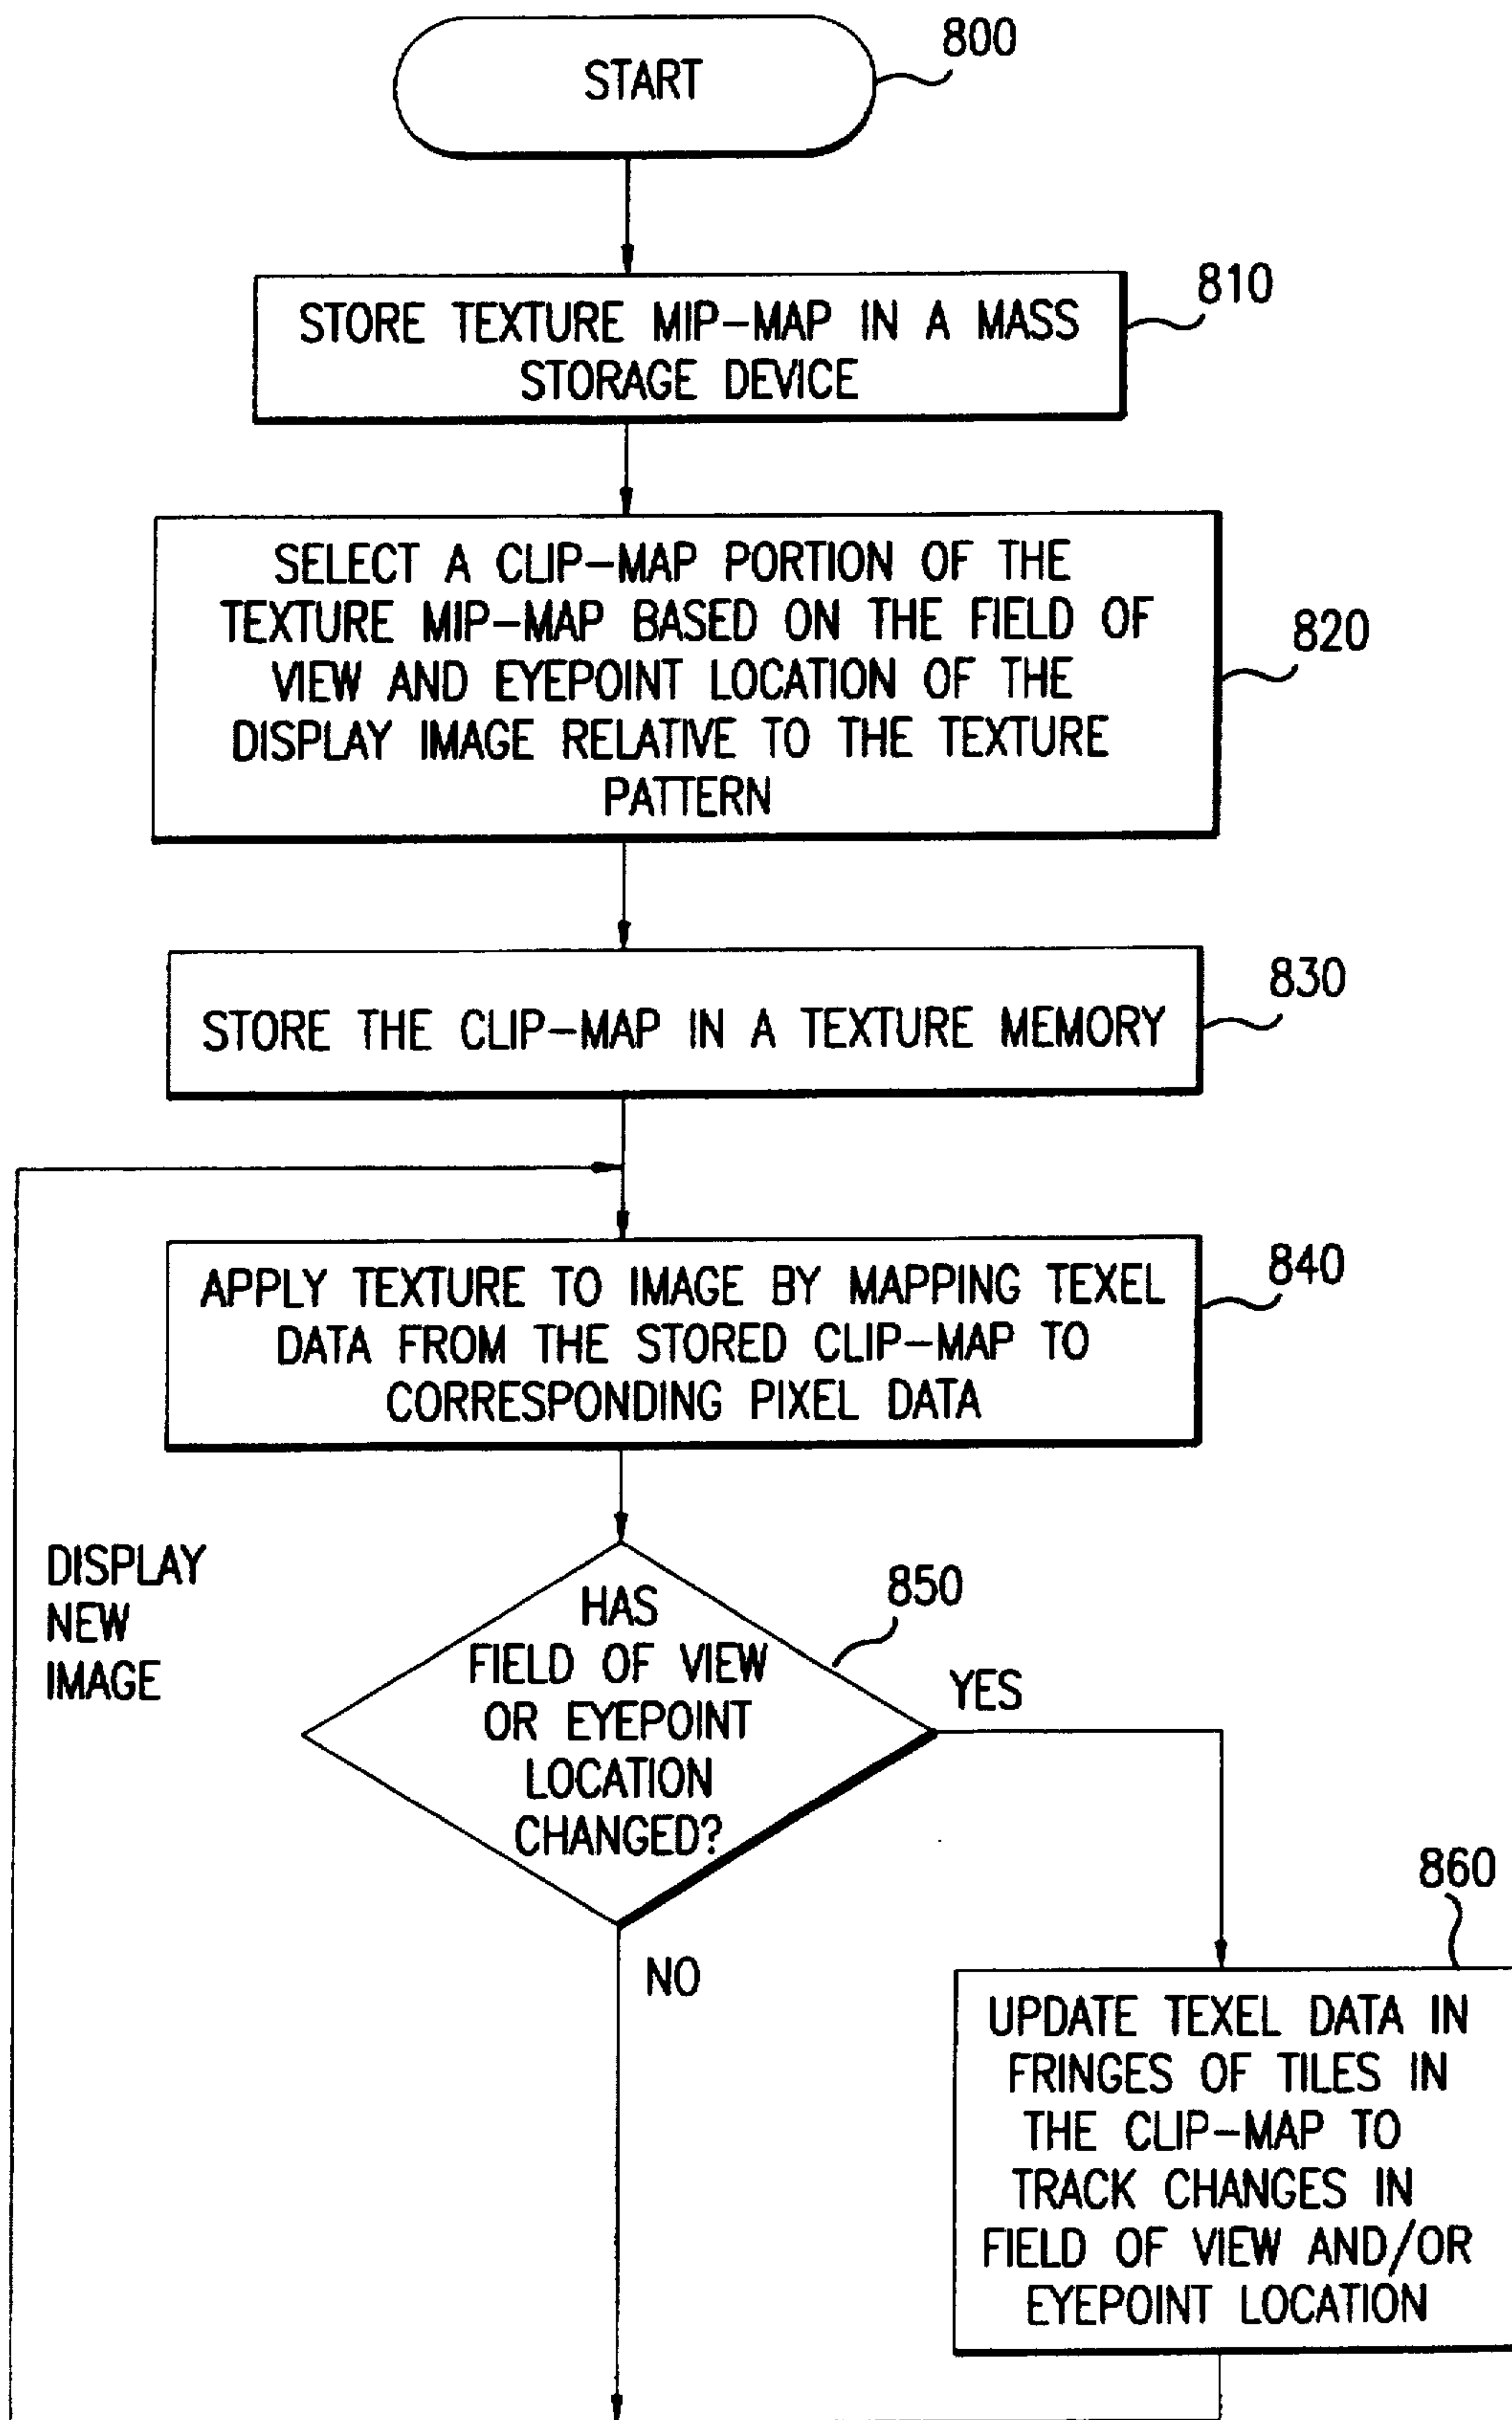 800
START
810
STORE TEXTURE MIP-MAP IN A MASS
STORAGE DEVICE
SELECT A CLIP-MAP PORTION OF THE
TEXTURE MIP-MAP BASED ON THE FIELD OF
VIEW AND EYEPOINT LOCATION OF THE
DISPLAY IMAGE RELATIVE TO THE TEXTURE
PATTERN
820
830
STORE THE CLIP-MAP IN A TEXTURE MEMORY
840
APPLY TEXTURE TO IMAGE BY MAPPING TEXEL
DATA FROM THE STORED CLIP-MAP TO
CORRESPONDING PIXEL DATA
DISPLAY
NEW
IMAGE
850
HAS
FIELD OF VIEW
OR EYEPOINT
LOCATION
CHANGED?
YES
NO
860
UPDATE TEXEL DATA IN
FRINGES OF TILES IN
THE CLIP-MAP TO
TRACK CHANGES IN
FIELD OF VIEW AND/OR
EYEPOINT LOCATION